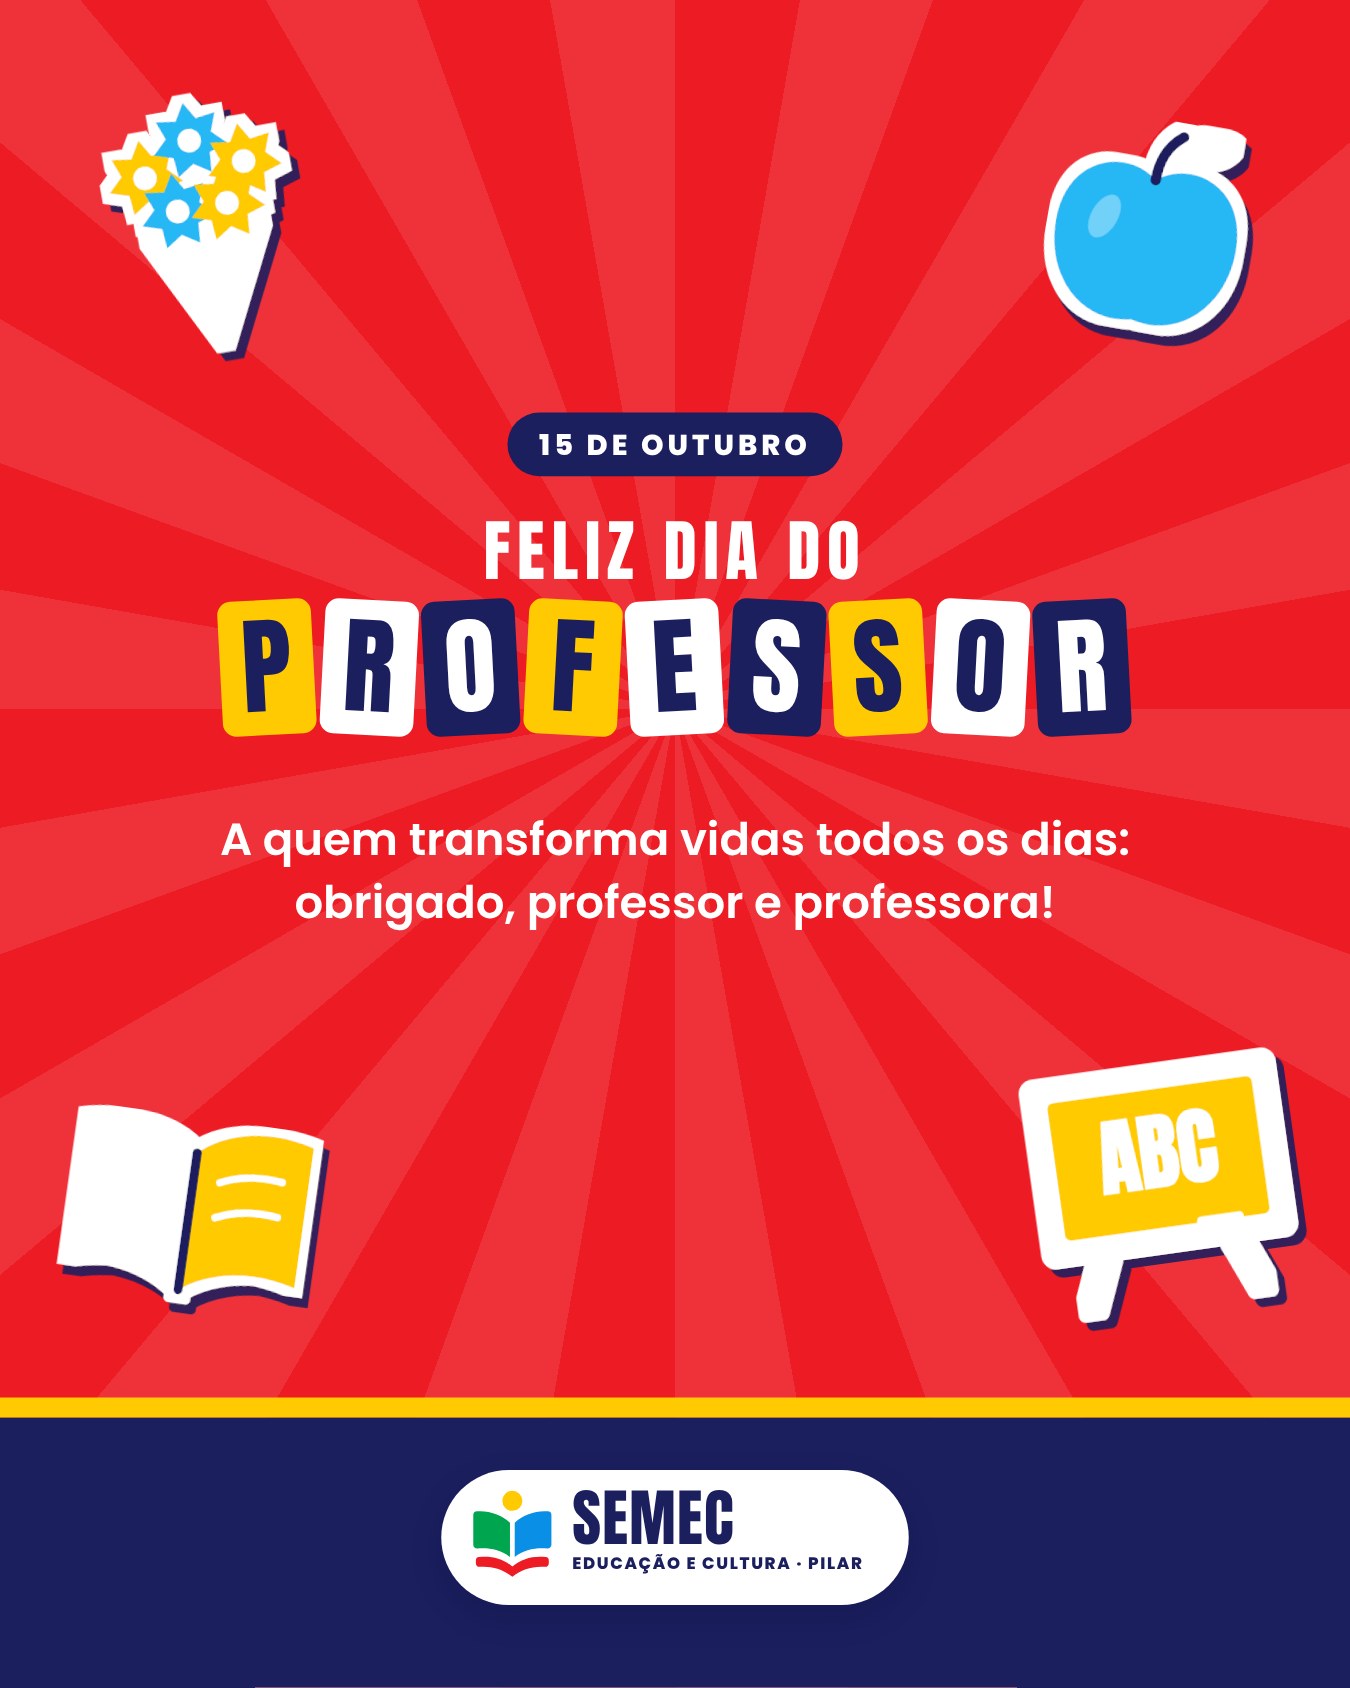 15 DE OUTUBRO
FELIZ DIA DO
PROFESSOR
A quem transforma vidas todos os dias:
obrigado, professor e professora!
ABC
SEMEC
EDUCAÇÃO E CULTURA · PILAR